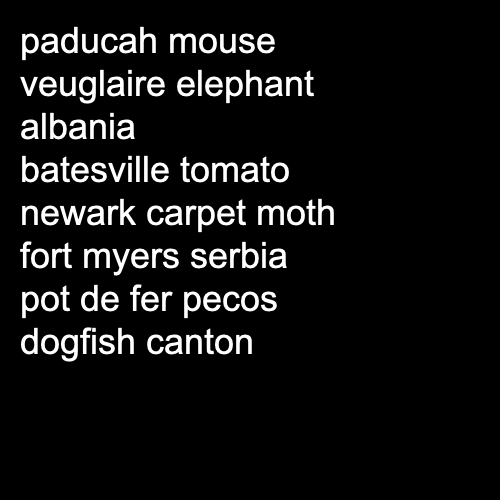 paducah mouse
veuglaire elephant
albania
batesville tomato
newark carpet moth
fort myers serbia
pot de fer pecos
dogfish canton